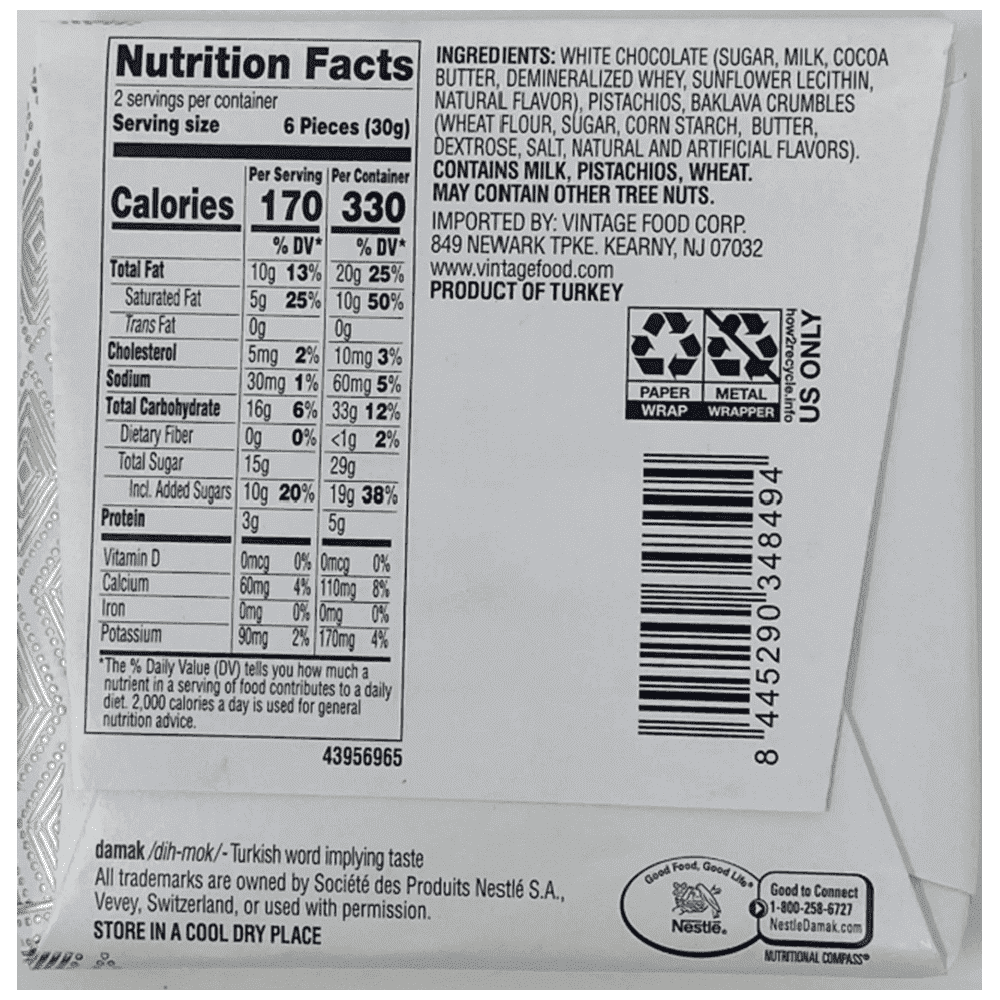 Nutrition Facts
2 servings per container
Serving size 6 Pieces (30g)
Per Serving Per Container
Calories 170 330
% DV* % DV*
Total Fat 10g 13% 20g 25%
Saturated Fat 5g 25% 10g 50%
Trans Fat 0g 0g
Cholesterol 5mg 2% 10mg 3%
Sodium 30mg 1% 60mg 5%
Total Carbohydrate 16g 6% 33g 12%
Dietary Fiber 0g 0% <1g 2%
Total Sugar 15g 29g
Incl. Added Sugars 10g 20% 19g 38%
Protein 3g 5g
Vitamin D 0mcg 0% 0mcg 0%
Calcium 60mg 4% 110mg 8%
Iron 0mg 0% 0mg 0%
Potassium 90mg 2% 170mg 4%
*The % Daily Value (DV) tells you how much a
nutrient in a serving of food contributes to a daily
diet. 2,000 calories a day is used for general
nutrition advice.
43956965
INGREDIENTS: WHITE CHOCOLATE (SUGAR, MILK, COCOA
BUTTER, DEMINERALIZED WHEY, SUNFLOWER LECITHIN,
NATURAL FLAVOR), PISTACHIOS, BAKLAVA CRUMBLES
(WHEAT FLOUR, SUGAR, CORN STARCH, BUTTER,
DEXTROSE, SALT, NATURAL AND ARTIFICIAL FLAVORS).
CONTAINS MILK, PISTACHIOS, WHEAT.
MAY CONTAIN OTHER TREE NUTS.
IMPORTED BY: VINTAGE FOOD CORP.
849 NEWARK TPKE. KEARNY, NJ 07032
www.vintagefood.com
PRODUCT OF TURKEY
PAPER METAL
WRAP WRAPPER
how2recycle.info
US ONLY
8 445290 348494
damak /dih-mok/- Turkish word implying taste
All trademarks are owned by Société des Produits Nestlé S.A.,
Vevey, Switzerland, or used with permission.
STORE IN A COOL DRY PLACE
Good Food, Good Life®
Nestlé®
Good to Connect
1-800-258-6727
NestleDamak.com
NUTRITIONAL COMPASS®